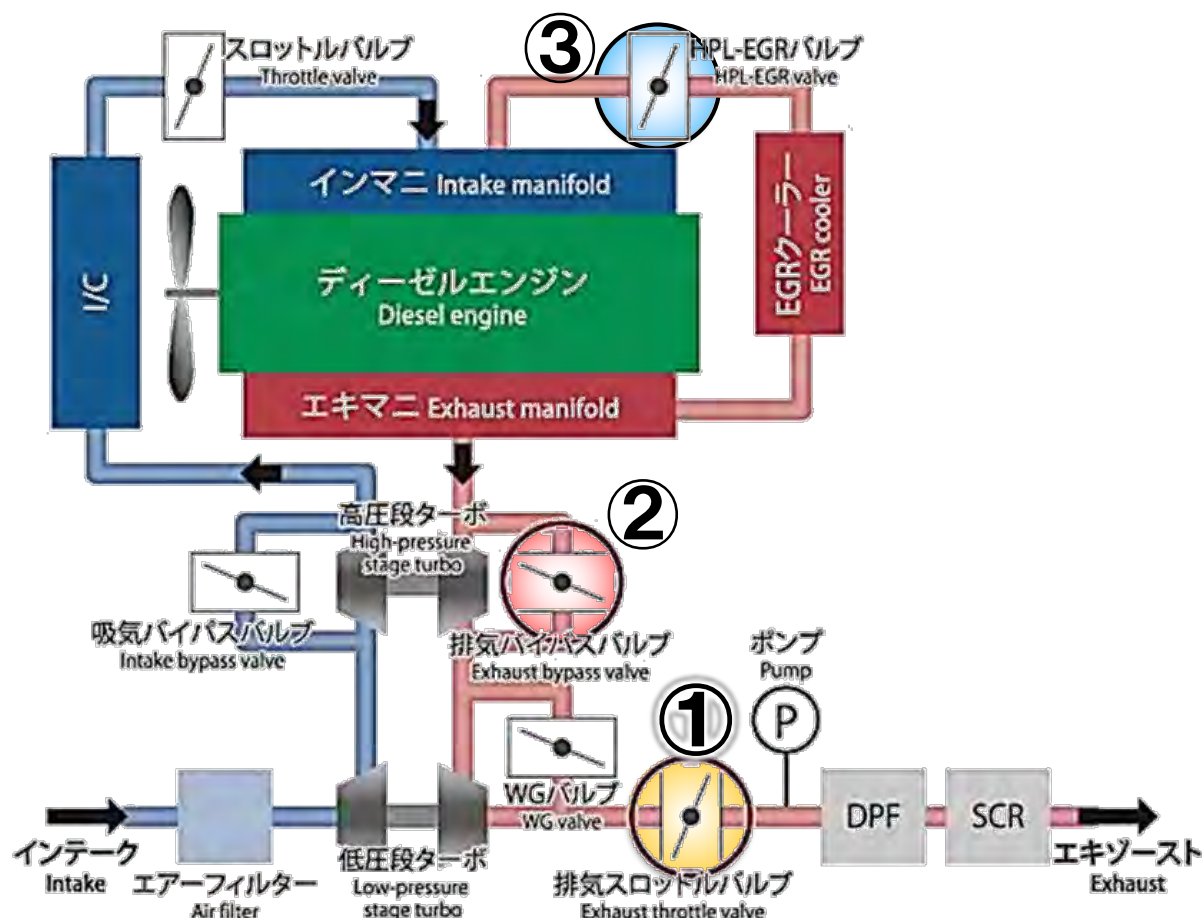 ③
スロットルバルブ
Throttle valve
HPL-EGRバルブ
HPL-EGR valve
インマニ Intake manifold
I/C
ディーゼルエンジン
Diesel engine
EGRクーラー
EGR cooler
エキマニ Exhaust manifold
高圧段ターボ
High-pressure
stage turbo
②
吸気バイパスバルブ
Intake bypass valve
排気バイパスバルブ
Exhaust bypass valve
ポンプ
Pump
P
①
WGバルブ
WG valve
DPF
SCR
インテーク
Intake
エアーフィルター
Air filter
低圧段ターボ
Low-pressure
stage turbo
排気スロットルバルブ
Exhaust throttle valve
エキゾースト
Exhaust